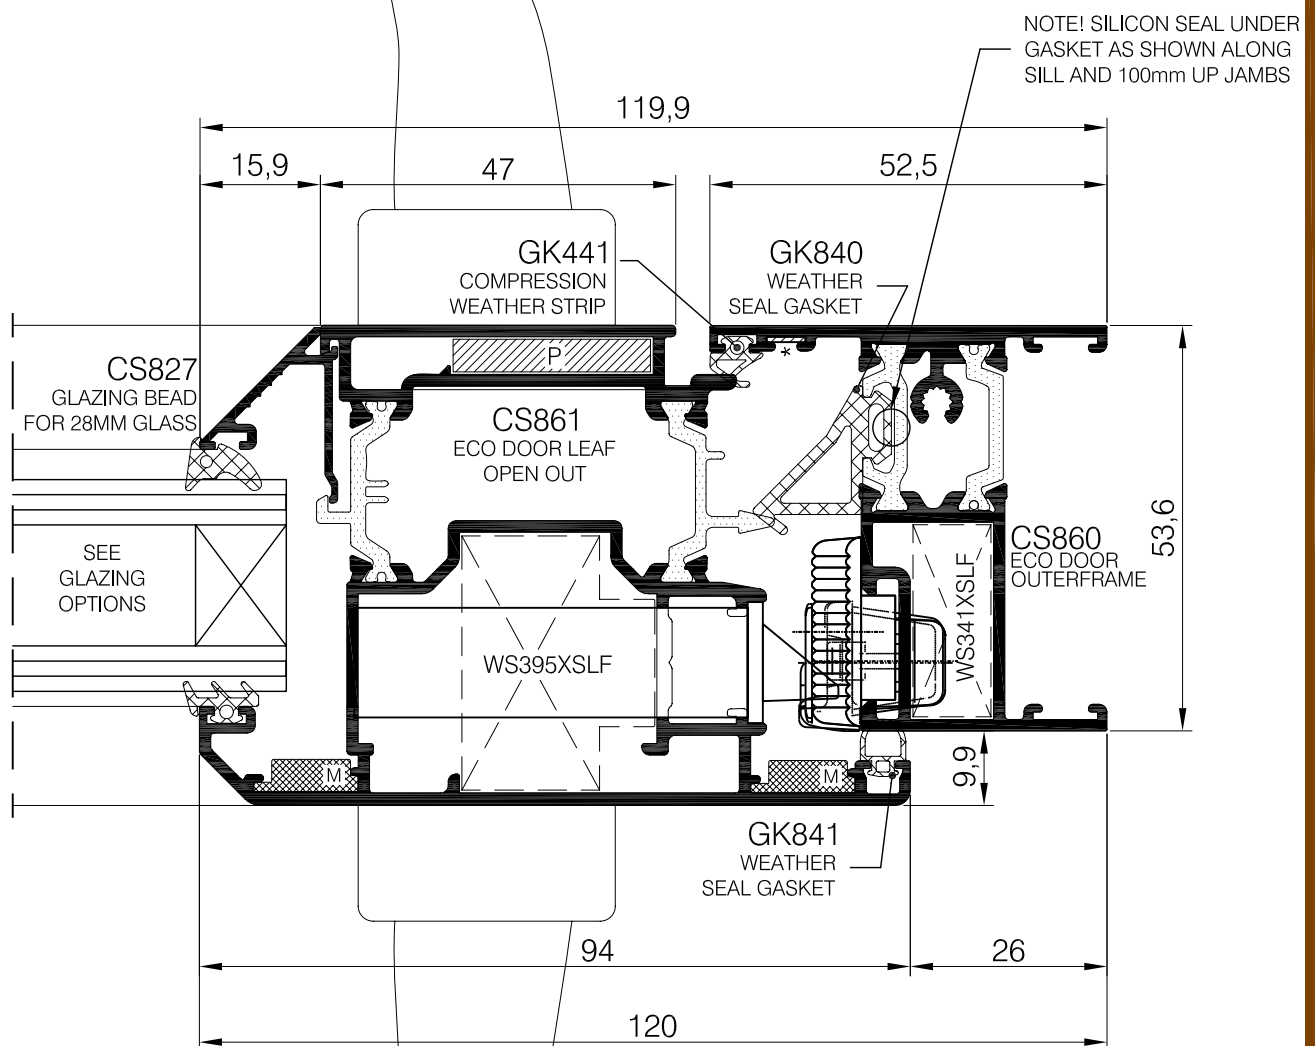 NOTE! SILICON SEAL UNDER
GASKET AS SHOWN ALONG
SILL AND 100mm UP JAMBS
119,9
15,9
47
52,5
GK441
COMPRESSION
WEATHER STRIP
GK840
WEATHER
SEAL GASKET
CS827
GLAZING BEAD
FOR 28MM GLASS
P
*
CS861
ECO DOOR LEAF
OPEN OUT
53,6
CS860
ECO DOOR
OUTERFRAME
SEE
GLAZING
OPTIONS
WS395XSLF
WS341XSLF
M
M
9,9
GK841
WEATHER
SEAL GASKET
94
26
120